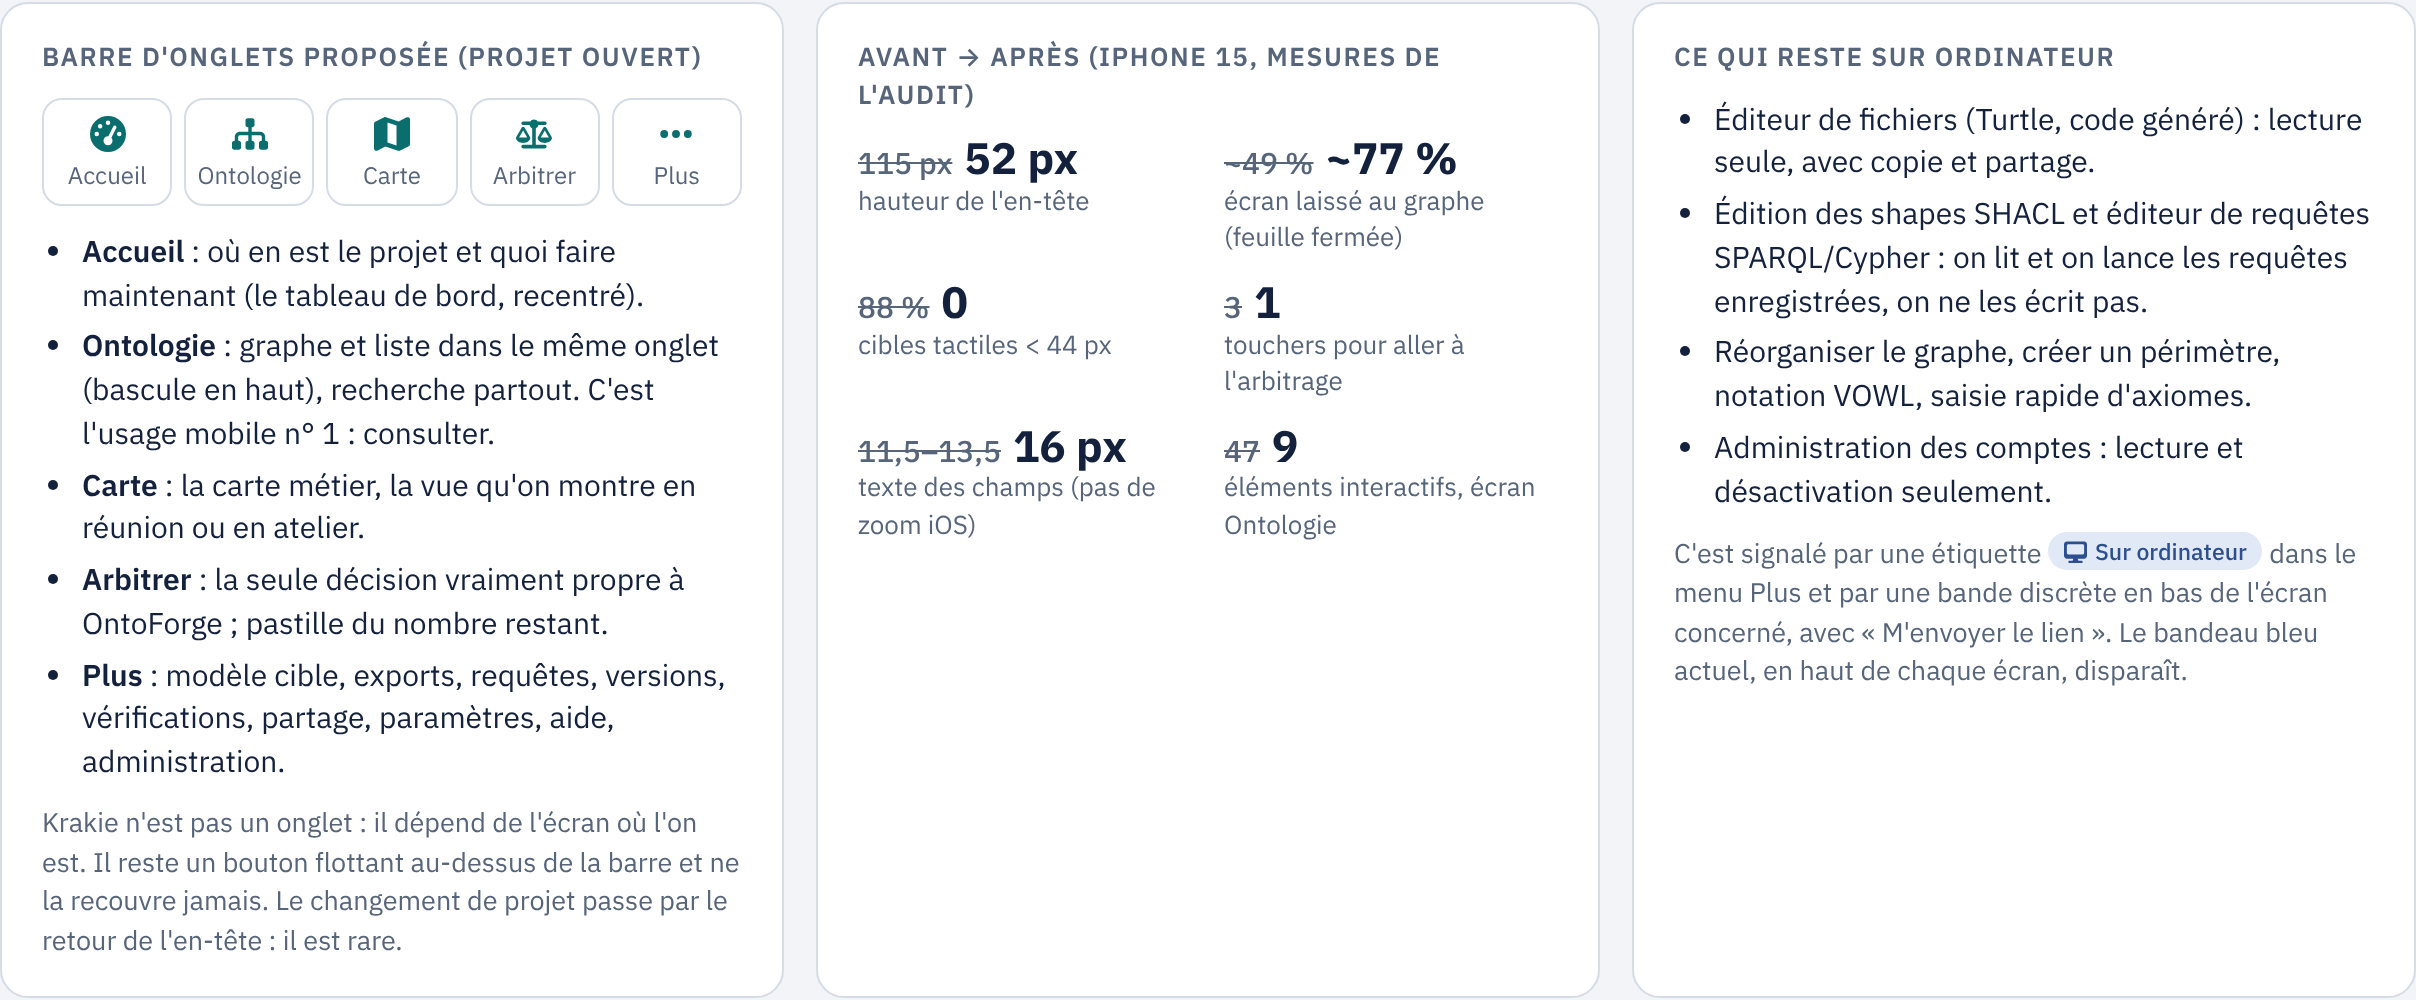 BARRE D'ONGLETS PROPOSÉE (PROJET OUVERT)
Accueil
Ontologie
Carte
Arbitrer
Plus
• Accueil : où en est le projet et quoi faire
maintenant (le tableau de bord, recentré).
• Ontologie : graphe et liste dans le même onglet
(bascule en haut), recherche partout. C'est
l'usage mobile n° 1 : consulter.
• Carte : la carte métier, la vue qu'on montre en
réunion ou en atelier.
• Arbitrer : la seule décision vraiment propre à
OntoForge ; pastille du nombre restant.
• Plus : modèle cible, exports, requêtes, versions,
vérifications, partage, paramètres, aide,
administration.
Krakie n'est pas un onglet : il dépend de l'écran où l'on
est. Il reste un bouton flottant au-dessus de la barre et ne
la recouvre jamais. Le changement de projet passe par le
retour de l'en-tête : il est rare.
AVANT → APRÈS (IPHONE 15, MESURES DE
L'AUDIT)
115 px 52 px
hauteur de l'en-tête
~49 % ~77 %
écran laissé au graphe
(feuille fermée)
88 % 0
cibles tactiles < 44 px
3 1
touchers pour aller à
l'arbitrage
11,5–13,5 16 px
texte des champs (pas de
zoom iOS)
47 9
éléments interactifs, écran
Ontologie
CE QUI RESTE SUR ORDINATEUR
• Éditeur de fichiers (Turtle, code généré) : lecture
seule, avec copie et partage.
• Édition des shapes SHACL et éditeur de requêtes
SPARQL/Cypher : on lit et on lance les requêtes
enregistrées, on ne les écrit pas.
• Réorganiser le graphe, créer un périmètre,
notation VOWL, saisie rapide d'axiomes.
• Administration des comptes : lecture et
désactivation seulement.
C'est signalé par une étiquette Sur ordinateur dans le
menu Plus et par une bande discrète en bas de l'écran
concerné, avec « M'envoyer le lien ». Le bandeau bleu
actuel, en haut de chaque écran, disparaît.